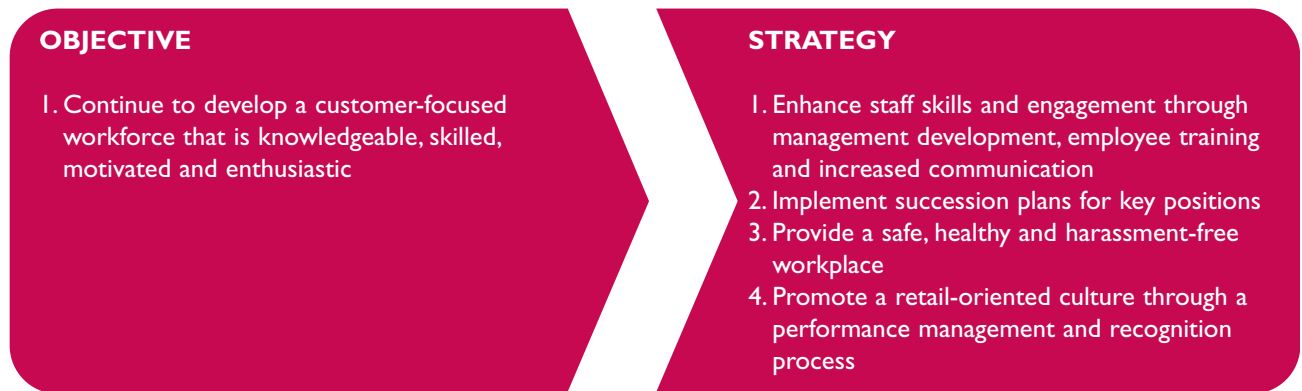 OBJECTIVE
1. Continue to develop a customer-focused
workforce that is knowledgeable, skilled,
motivated and enthusiastic
STRATEGY
1. Enhance staff skills and engagement through
management development, employee training
and increased communication
2. Implement succession plans for key positions
3. Provide a safe, healthy and harassment-free
workplace
4. Promote a retail-oriented culture through a
performance management and recognition
process